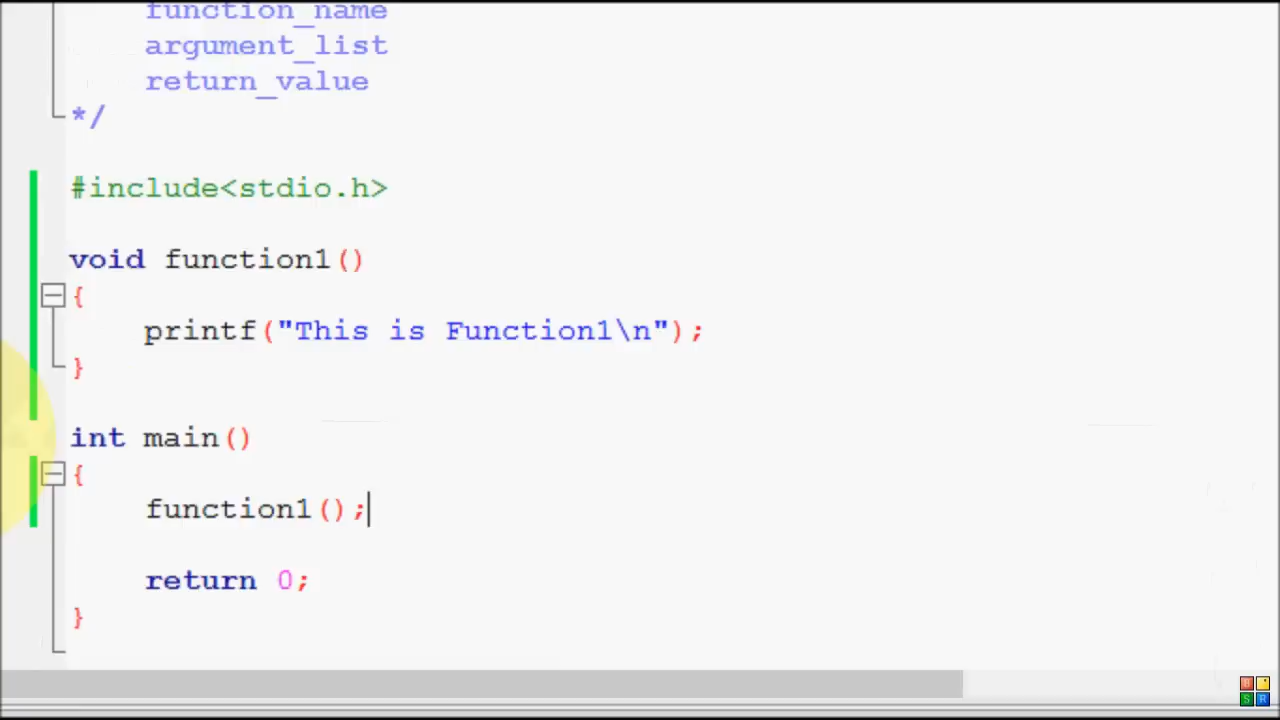 function_name
argument_list
return_value
*/
#include<stdio.h>
void function1()
{
printf("This is Function1\n");
}
int main()
{
function1();
return 0;
}